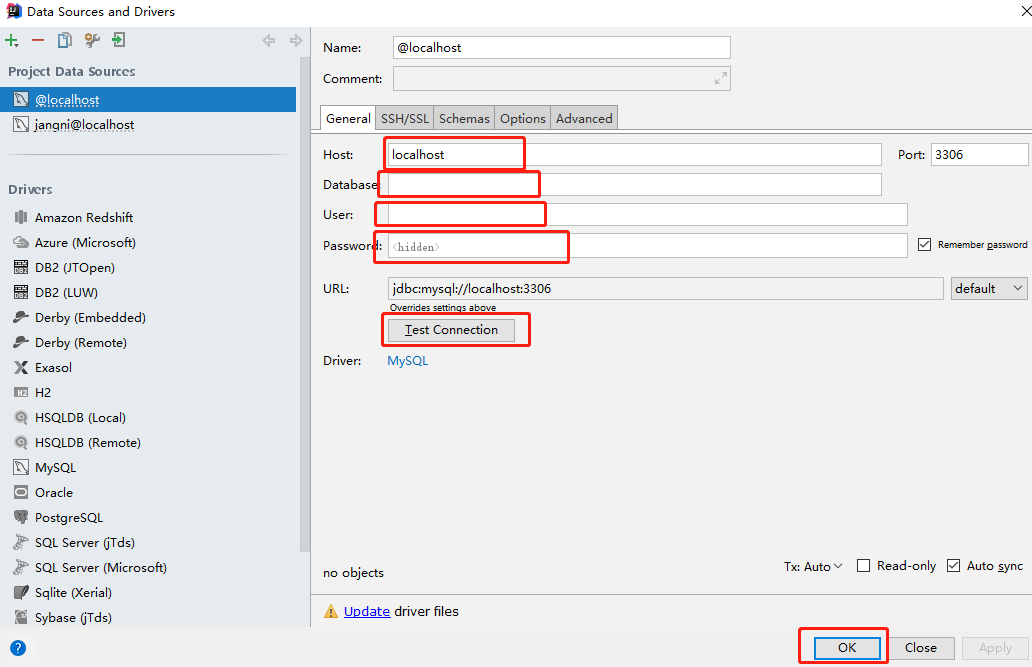 Data Sources and Drivers
Project Data Sources
@localhost
jangni@localhost
Drivers
Amazon Redshift
Azure (Microsoft)
DB2 (JTOpen)
DB2 (LUW)
Derby (Embedded)
Derby (Remote)
Exasol
H2
HSQLDB (Local)
HSQLDB (Remote)
MySQL
Oracle
PostgreSQL
SQL Server (jTds)
SQL Server (Microsoft)
Sqlite (Xerial)
Sybase (jTds)
Name: @localhost
Comment:
General SSH/SSL Schemas Options Advanced
Host: localhost Port: 3306
Database:
User:
Password: <hidden> Remember password
URL: jdbc:mysql://localhost:3306 default
Overrides settings above
Test Connection
Driver: MySQL
no objects Tx: Auto Read-only Auto sync
Update driver files
? OK Close Apply